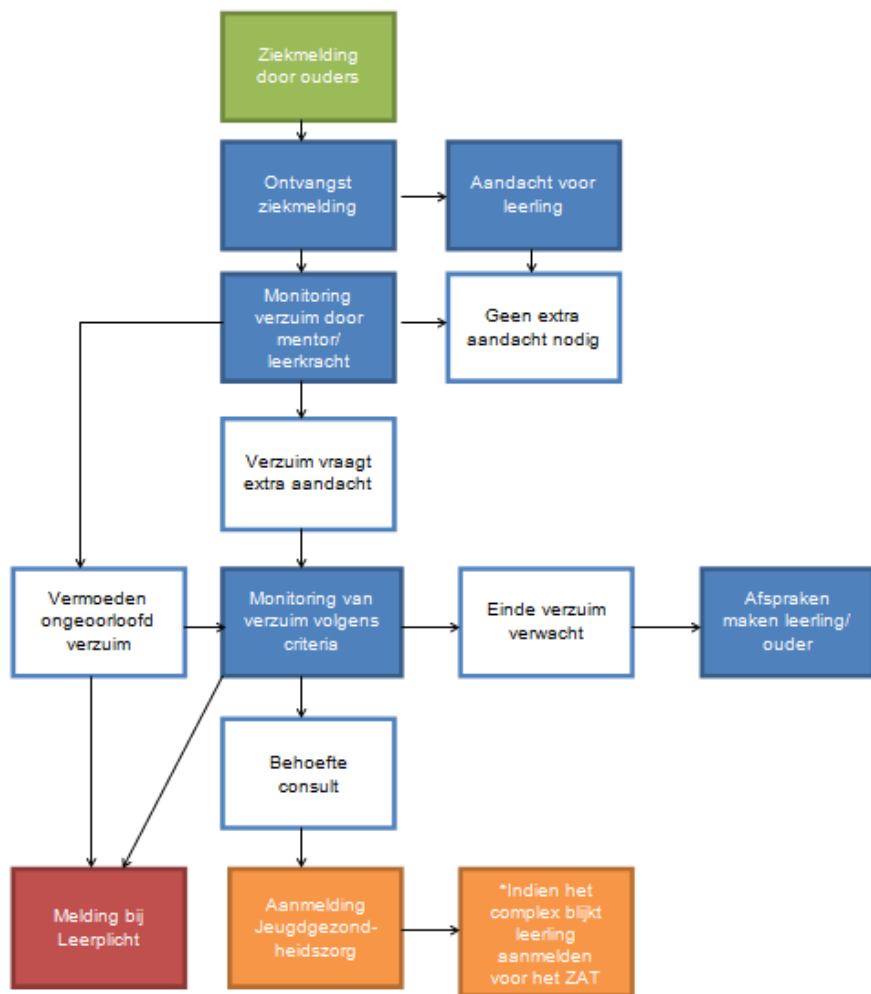 Ziekmelding
door ouders
Ontvangst
ziekmelding
Aandacht voor
leerling
Monitoring
verzuim door
mentor/
leerkracht
Geen extra
aandacht nodig
Verzuim vraagt
extra aandacht
Vermoeden
ongeoorloofd
verzuim
Monitoring van
verzuim volgens
criteria
Einde verzuim
verwacht
Afspraken
maken leerling/
ouder
Behoefte
consult
Melding bij
Leerplicht
Aanmelding
Jeugdgezond-
heidszorg
*Indien het
complex blijkt
leerling
aanmelden
voor het ZAT